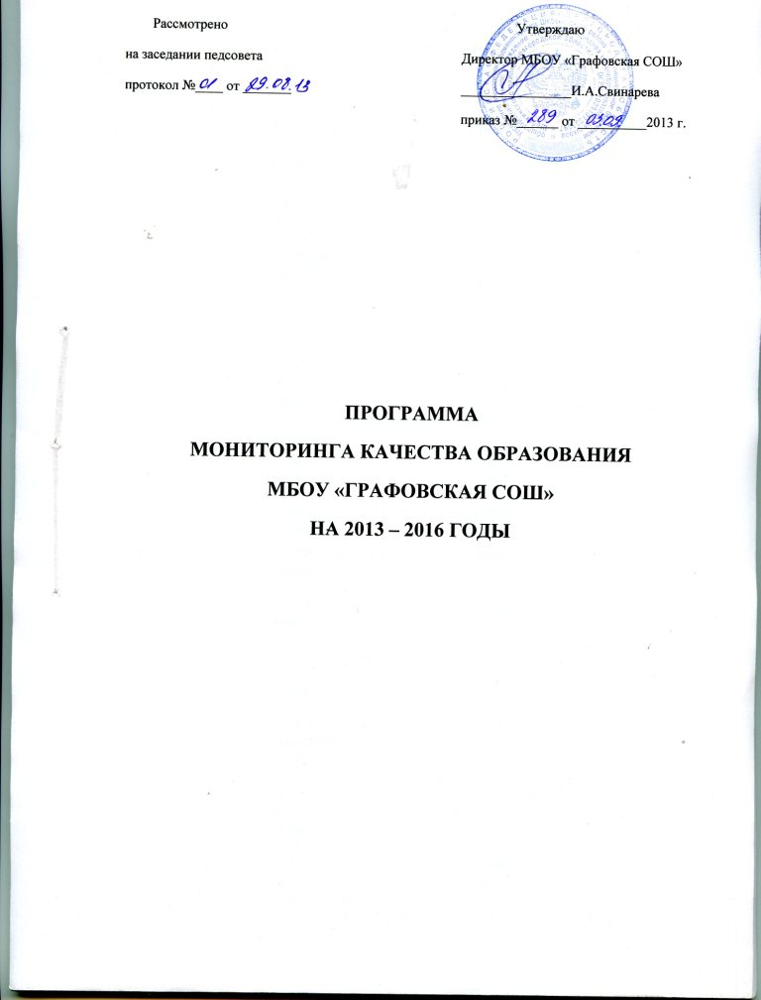 Рассмотрено
на заседании педсовета
протокол № 01 от 29.08.13
Утверждаю
Директор МБОУ «Графовская СОШ»
И.А.Свинарева
приказ № 289 от 03.09. 2013 г.
ПРОГРАММА
МОНИТОРИНГА КАЧЕСТВА ОБРАЗОВАНИЯ
МБОУ «ГРАФОВСКАЯ СОШ»
НА 2013 – 2016 ГОДЫ